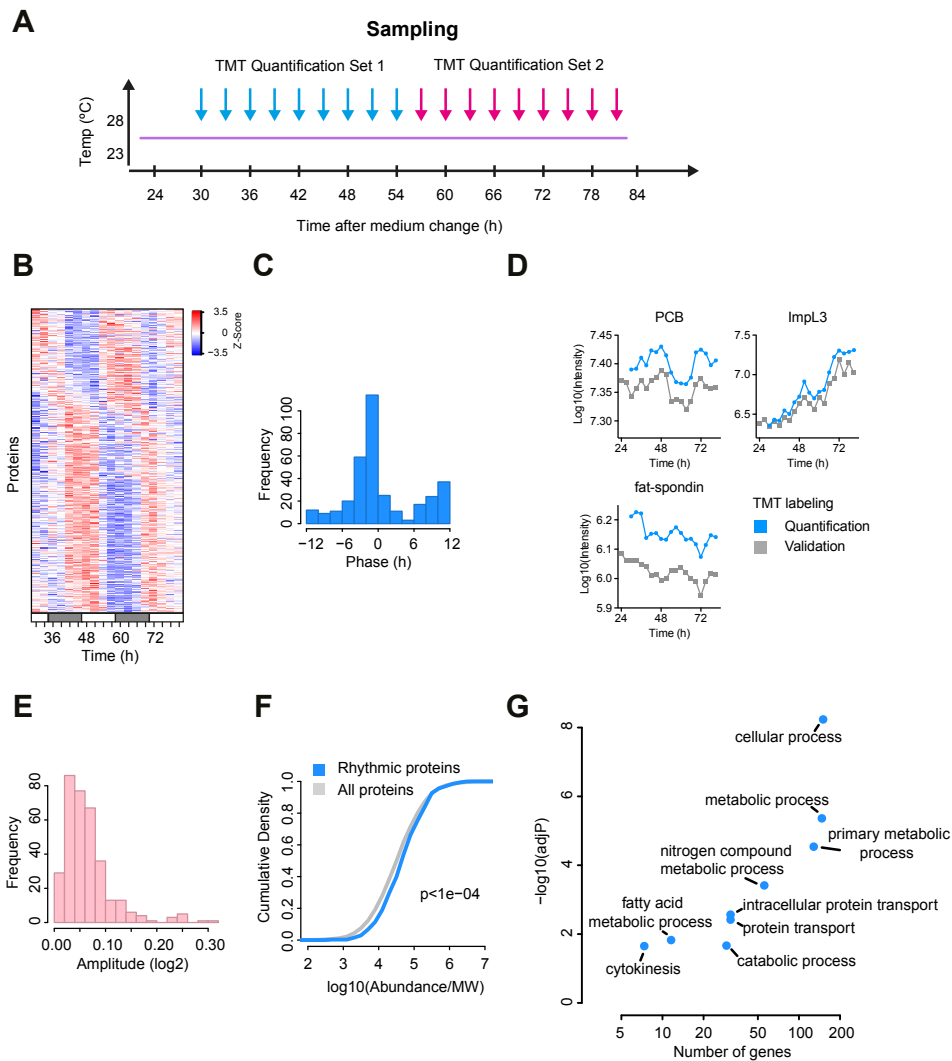 A
Sampling
TMT Quantification Set 1
TMT Quantification Set 2
Temp (ºC)
28
23
24 30 36 42 48 54 60 66 72 78 84
Time after medium change (h)
B
Proteins
3.5
0
−3.5
Z-Score
36 48 60 72
Time (h)
C
Frequency
0 20 40 60 80 100
−12 −6 0 6 12
Phase (h)
D
PCB
Log10(Intensity)
7.45
7.40
7.35
7.30
24 48 72
Time (h)
ImpL3
7.5
7.0
6.5
24 48 72
Time (h)
fat-spondin
Log10(Intensity)
6.2
6.1
6.0
5.9
24 48 72
Time (h)
TMT labeling
Quantification
Validation
E
Frequency
0 20 40 60 80
0.00 0.10 0.20 0.30
Amplitude (log2)
F
Rhythmic proteins
All proteins
Cumulative Density
0.0 0.2 0.4 0.6 0.8 1.0
p<1e−04
2 3 4 5 6 7
log10(Abundance/MW)
G
−log10(adjP)
0 2 4 6 8
cellular process
metabolic process
primary metabolic
process
nitrogen compound
metabolic process
intracellular protein transport
fatty acid
metabolic process
protein transport
cytokinesis
catabolic process
5 10 20 50 100 200
Number of genes